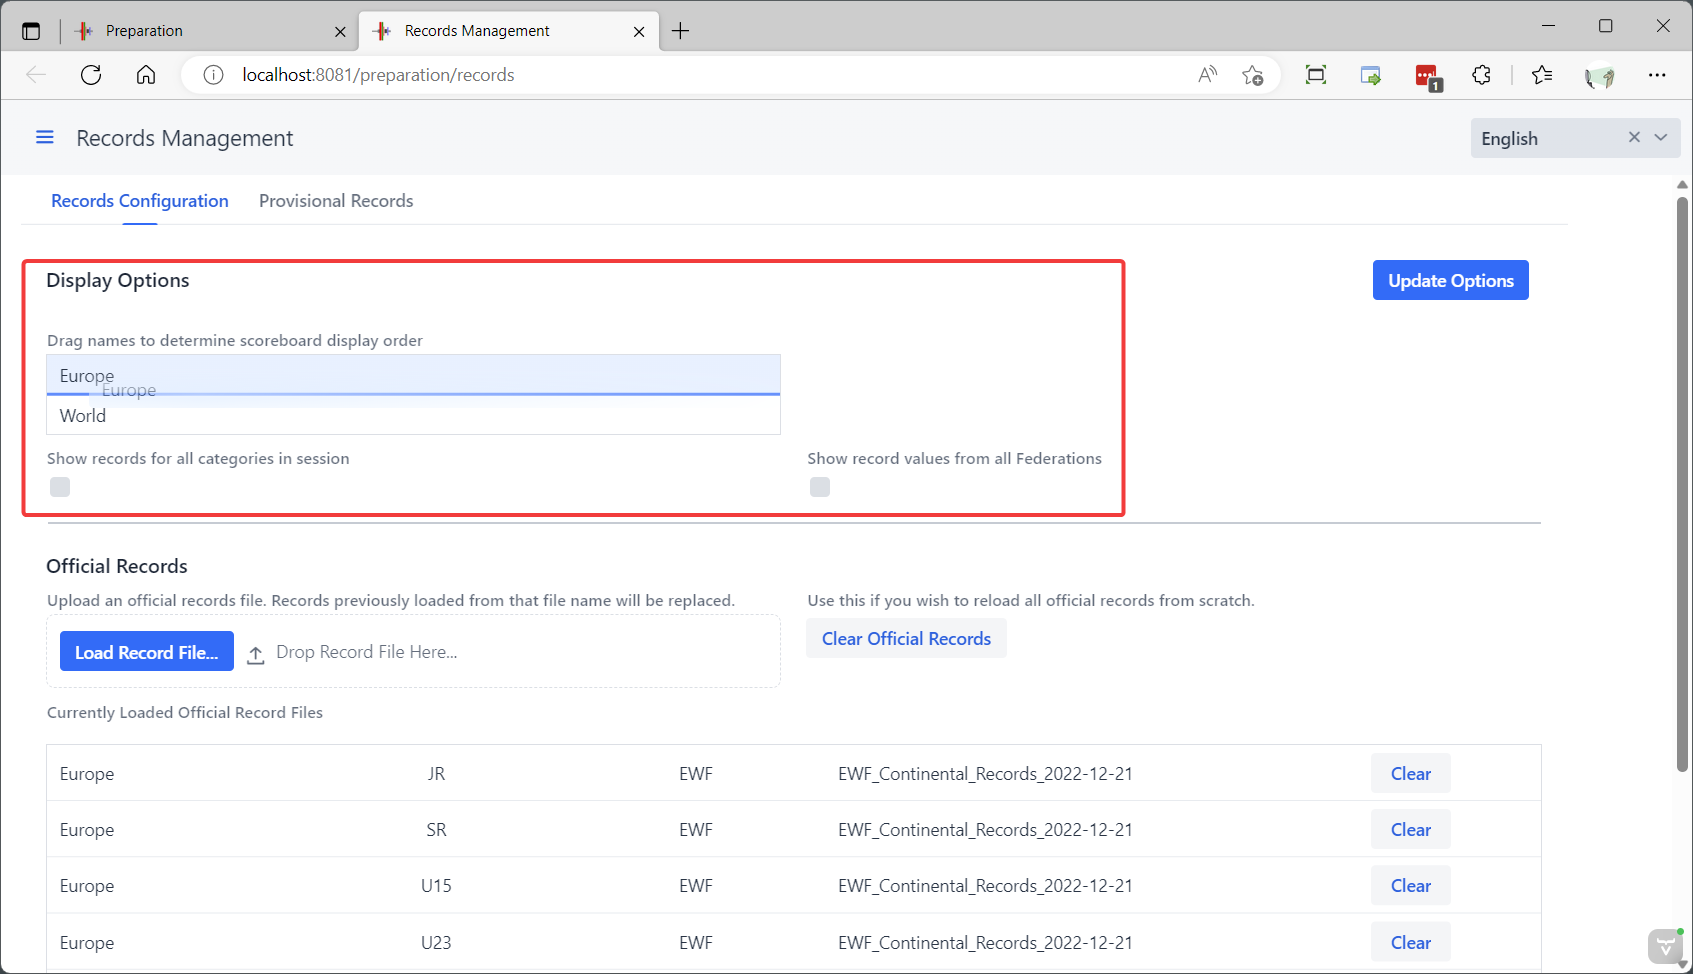 Preparation
Records Management
localhost:8081/preparation/records
1
Records Management
English
Records Configuration
Provisional Records
Display Options
Update Options
Drag names to determine scoreboard display order
Europe
Europe
World
Show records for all categories in session
Show record values from all Federations
Official Records
Upload an official records file. Records previously loaded from that file name will be replaced.
Use this if you wish to reload all official records from scratch.
Load Record File...
Drop Record File Here...
Clear Official Records
Currently Loaded Official Record Files
Europe JR EWF EWF_Continental_Records_2022-12-21 Clear
Europe SR EWF EWF_Continental_Records_2022-12-21 Clear
Europe U15 EWF EWF_Continental_Records_2022-12-21 Clear
Europe U23 EWF EWF_Continental_Records_2022-12-21 Clear